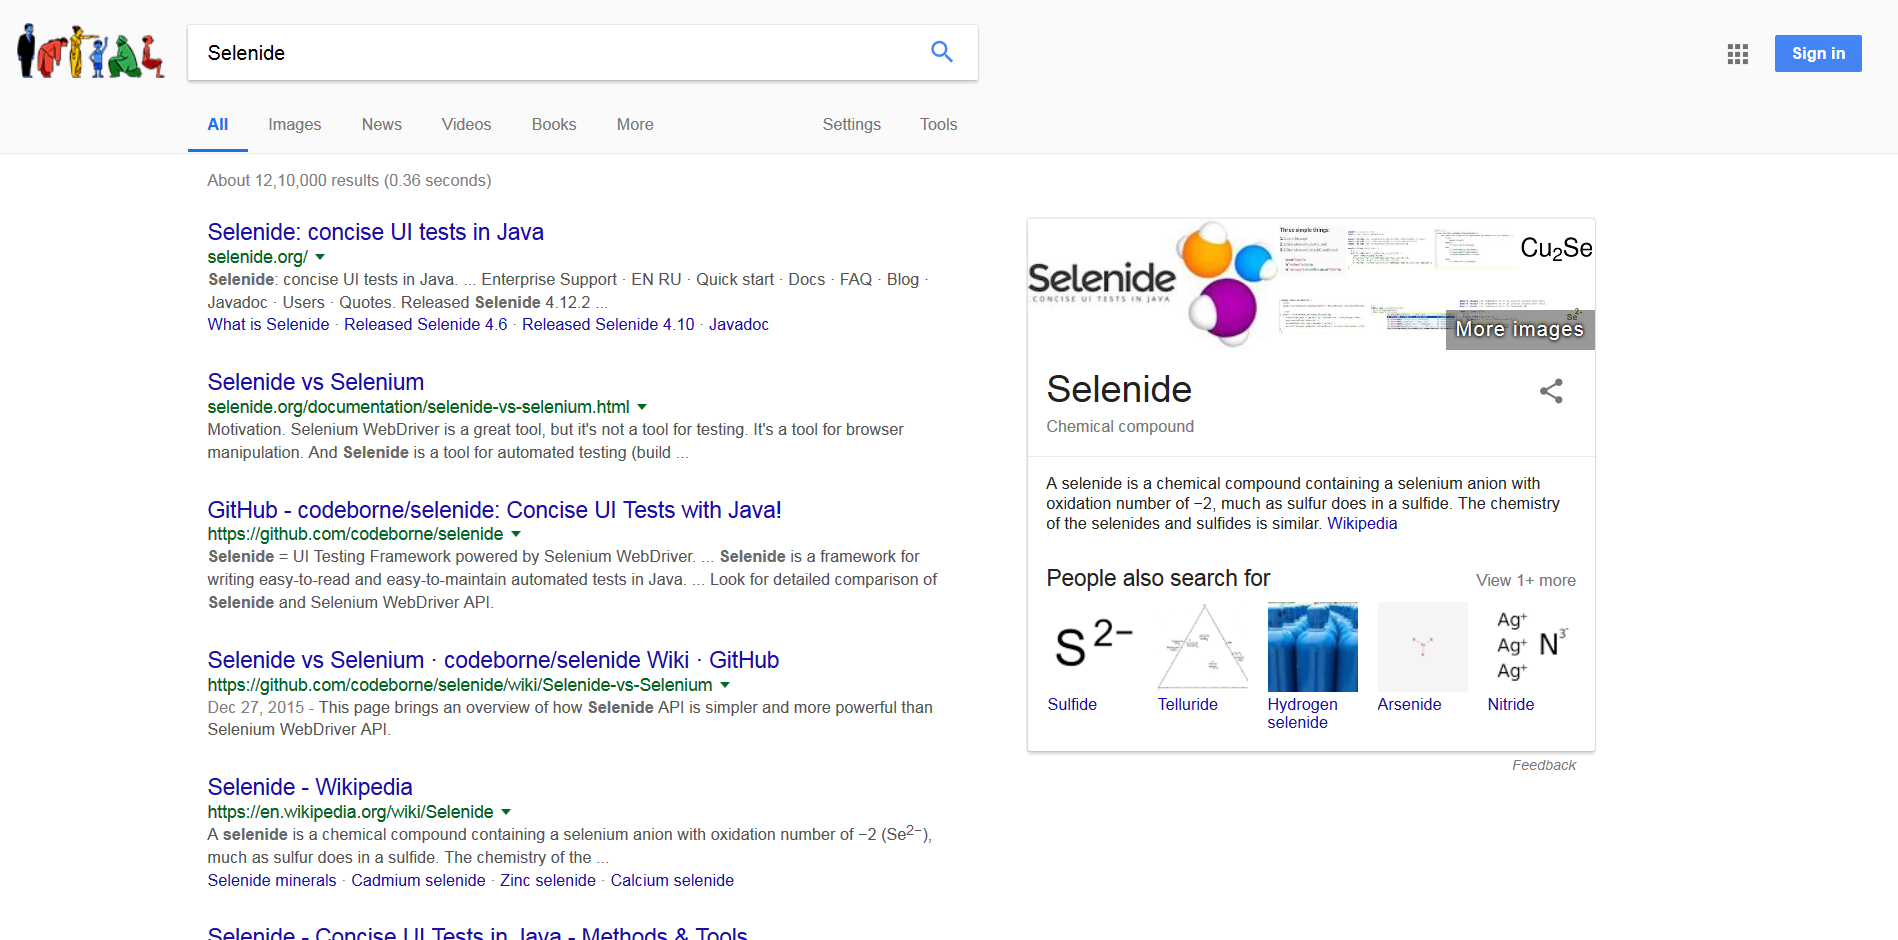 Selenide
Sign in
All Images News Videos Books More Settings Tools
About 12,10,000 results (0.36 seconds)
Selenide: concise UI tests in Java
selenide.org/
Selenide: concise UI tests in Java. ... Enterprise Support · EN RU · Quick start · Docs · FAQ · Blog ·
Javadoc · Users · Quotes. Released Selenide 4.12.2 ...
What is Selenide · Released Selenide 4.6 · Released Selenide 4.10 · Javadoc
Selenide vs Selenium
selenide.org/documentation/selenide-vs-selenium.html
Motivation. Selenium WebDriver is a great tool, but it's not a tool for testing. It's a tool for browser
manipulation. And Selenide is a tool for automated testing (build ...
GitHub - codeborne/selenide: Concise UI Tests with Java!
https://github.com/codeborne/selenide
Selenide = UI Testing Framework powered by Selenium WebDriver. ... Selenide is a framework for
writing easy-to-read and easy-to-maintain automated tests in Java. ... Look for detailed comparison of
Selenide and Selenium WebDriver API.
Selenide vs Selenium · codeborne/selenide Wiki · GitHub
https://github.com/codeborne/selenide/wiki/Selenide-vs-Selenium
Dec 27, 2015 - This page brings an overview of how Selenide API is simpler and more powerful than
Selenium WebDriver API.
Selenide - Wikipedia
https://en.wikipedia.org/wiki/Selenide
A selenide is a chemical compound containing a selenium anion with oxidation number of −2 (Se²⁻),
much as sulfur does in a sulfide. The chemistry of the ...
Selenide minerals · Cadmium selenide · Zinc selenide · Calcium selenide
Selenide - Concise UI Tests in Java - Methods & Tools
Selenide
CONCISE UI TESTS IN JAVA
Three simple things:
Cu₂Se
Se²⁻
More images
Selenide
Chemical compound
A selenide is a chemical compound containing a selenium anion with
oxidation number of −2, much as sulfur does in a sulfide. The chemistry
of the selenides and sulfides is similar. Wikipedia
People also search for
View 1+ more
S²⁻
Ag⁺
Ag⁺ N³⁻
Ag⁺
Sulfide Telluride Hydrogen selenide Arsenide Nitride
Feedback